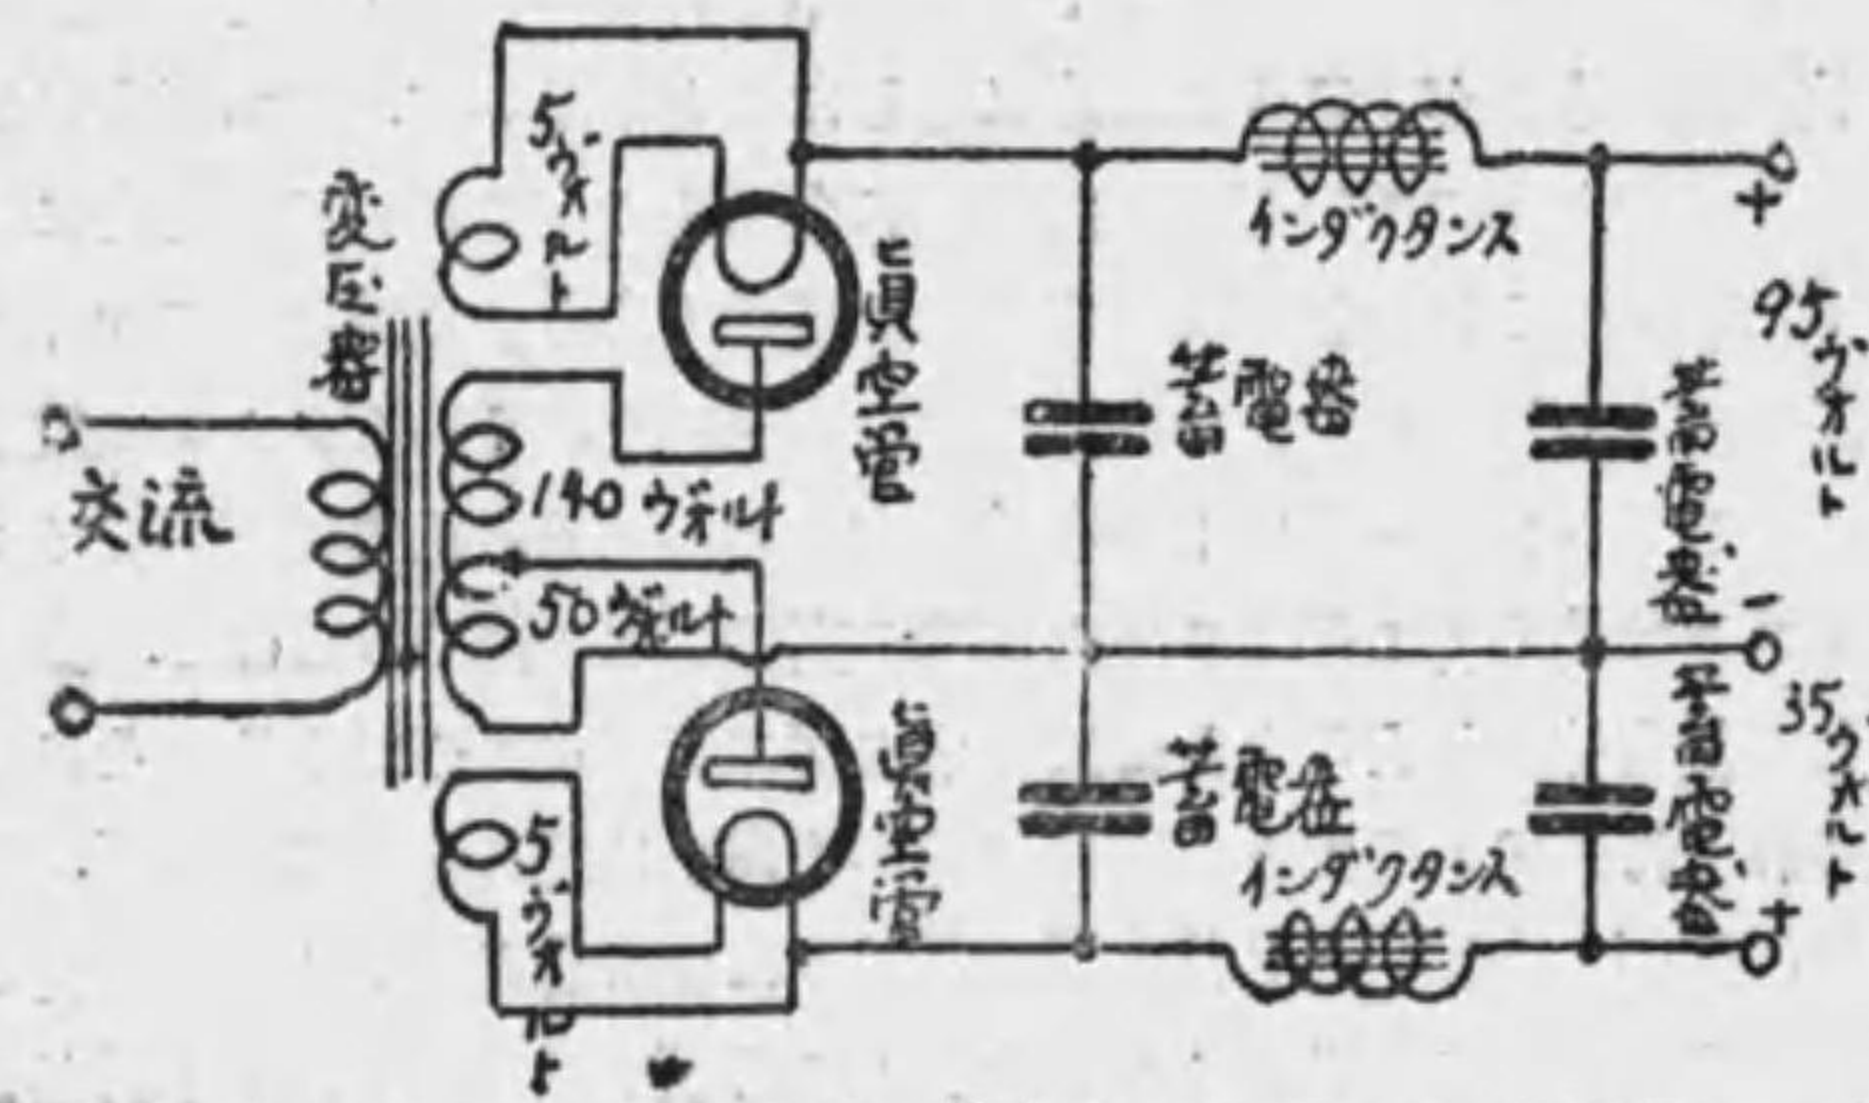 変圧器
交流
5ヴォルト
140ヴォルト
50ヴォルト
5ヴォルト
眞空管
眞空管
インダクタンス
蓄電器
蓄電器
蓄電器
インダクタンス
蓄電器
+
95ヴォルト
−
35ヴォルト
+